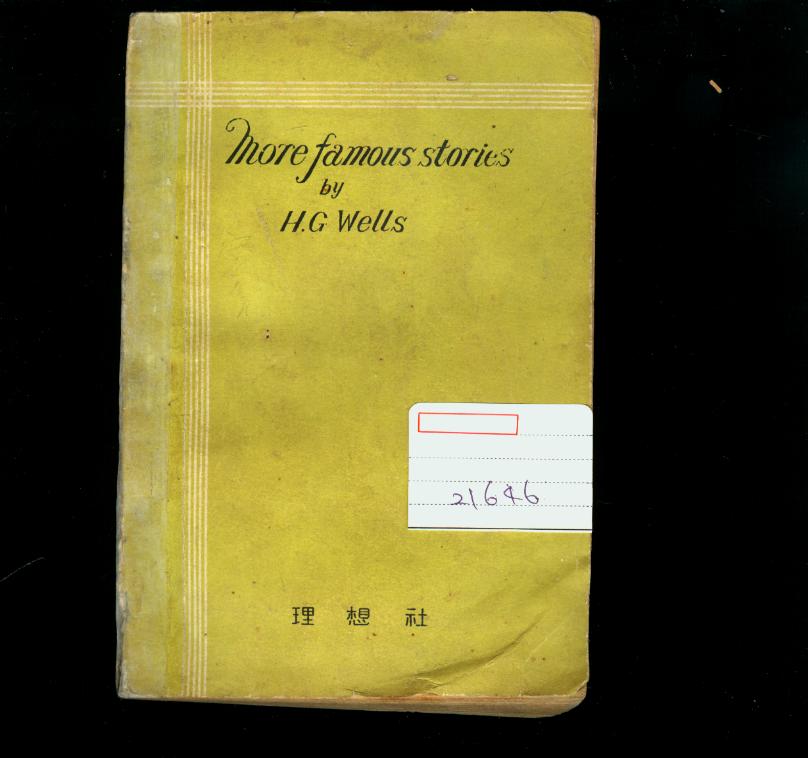 More famous stories
by
H.G Wells
21646
理想社